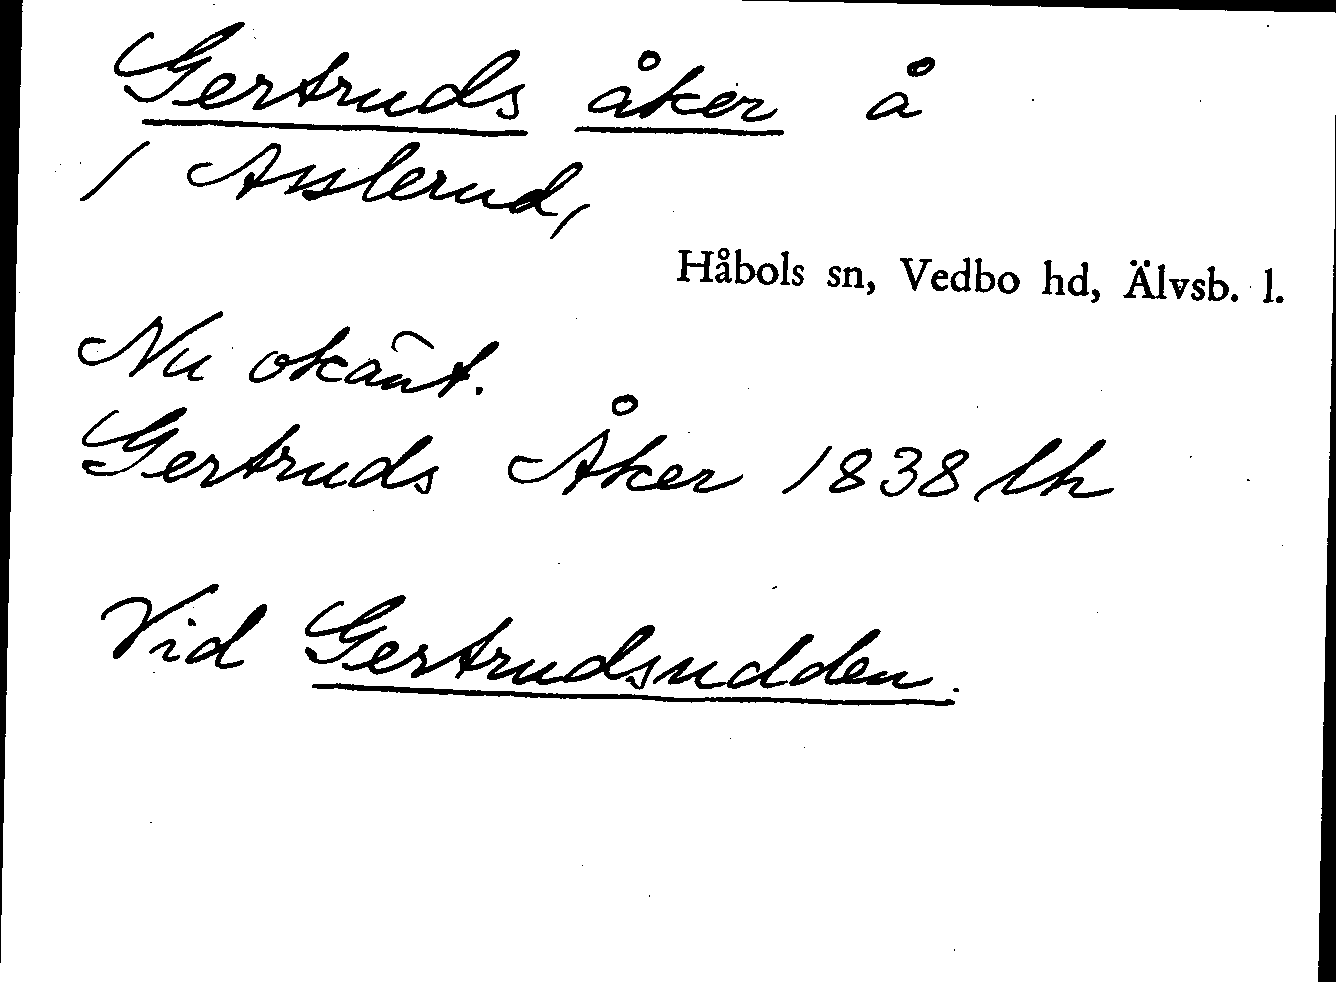 Gertruds åker å
1 Asslerud,
Håbols sn, Vedbo hd, Älvsb. l.
Nu okänt.
Gertruds Åker 1838 lh
Vid Gertrudsudden.